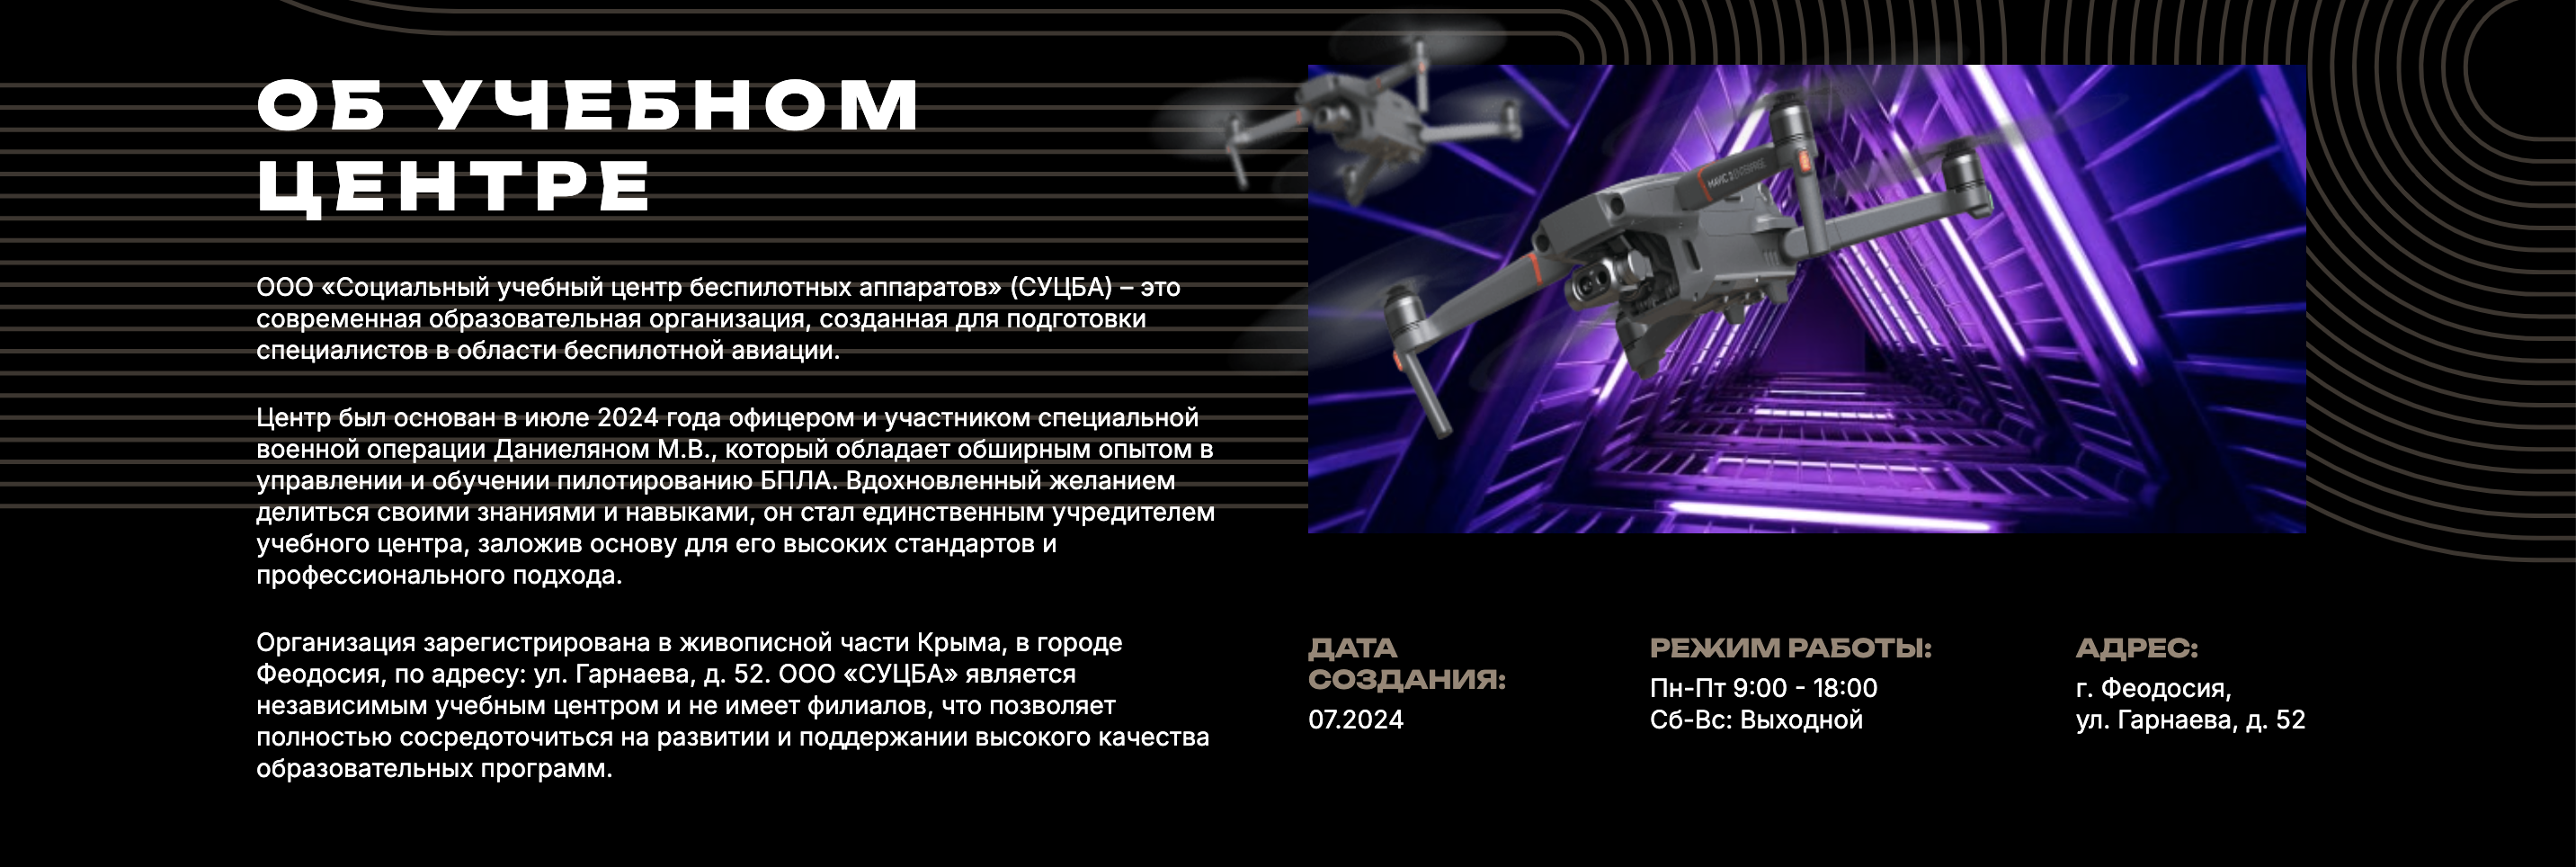 ОБ УЧЕБНОМ
ЦЕНТРЕ
ООО «Социальный учебный центр беспилотных аппаратов» (СУЦБА) – это
современная образовательная организация, созданная для подготовки
специалистов в области беспилотной авиации.
Центр был основан в июле 2024 года офицером и участником специальной
военной операции Даниеляном М.В., который обладает обширным опытом в
управлении и обучении пилотированию БПЛА. Вдохновленный желанием
делиться своими знаниями и навыками, он стал единственным учредителем
учебного центра, заложив основу для его высоких стандартов и
профессионального подхода.
Организация зарегистрирована в живописной части Крыма, в городе
Феодосия, по адресу: ул. Гарнаева, д. 52. ООО «СУЦБА» является
независимым учебным центром и не имеет филиалов, что позволяет
полностью сосредоточиться на развитии и поддержании высокого качества
образовательных программ.
ДАТА
СОЗДАНИЯ:
07.2024
РЕЖИМ РАБОТЫ:
Пн-Пт 9:00 - 18:00
Сб-Вс: Выходной
АДРЕС:
г. Феодосия,
ул. Гарнаева, д. 52